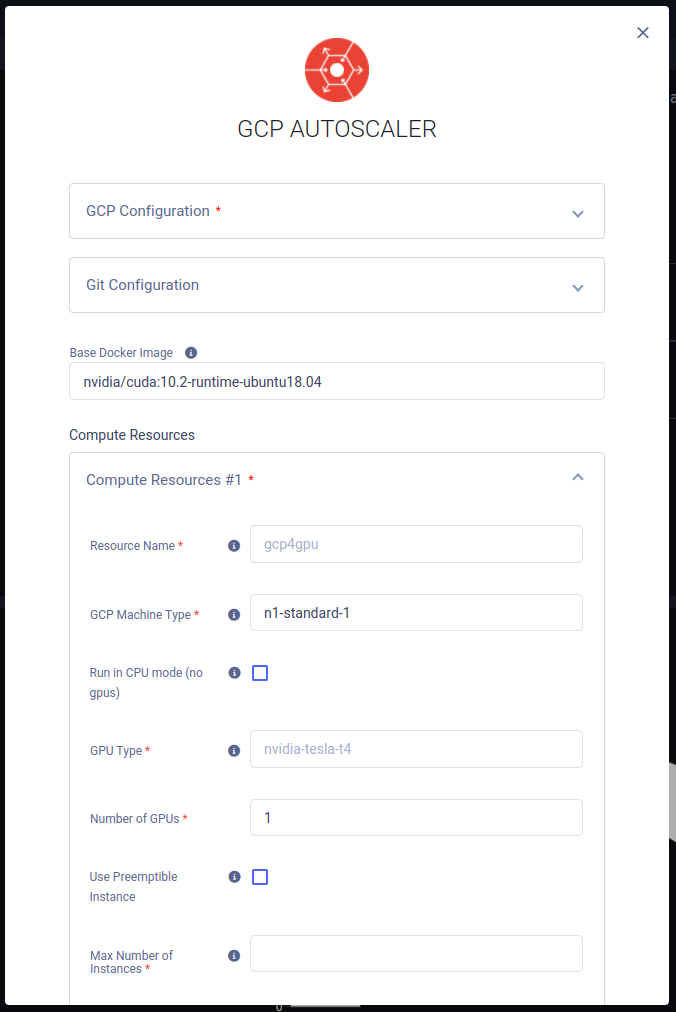 GCP AUTOSCALER
GCP Configuration *
Git Configuration
Base Docker Image
nvidia/cuda:10.2-runtime-ubuntu18.04
Compute Resources
Compute Resources #1 *
Resource Name *
gcp4gpu
GCP Machine Type *
n1-standard-1
Run in CPU mode (no
gpus)
GPU Type *
nvidia-tesla-t4
Number of GPUs *
1
Use Preemptible
Instance
Max Number of
Instances *